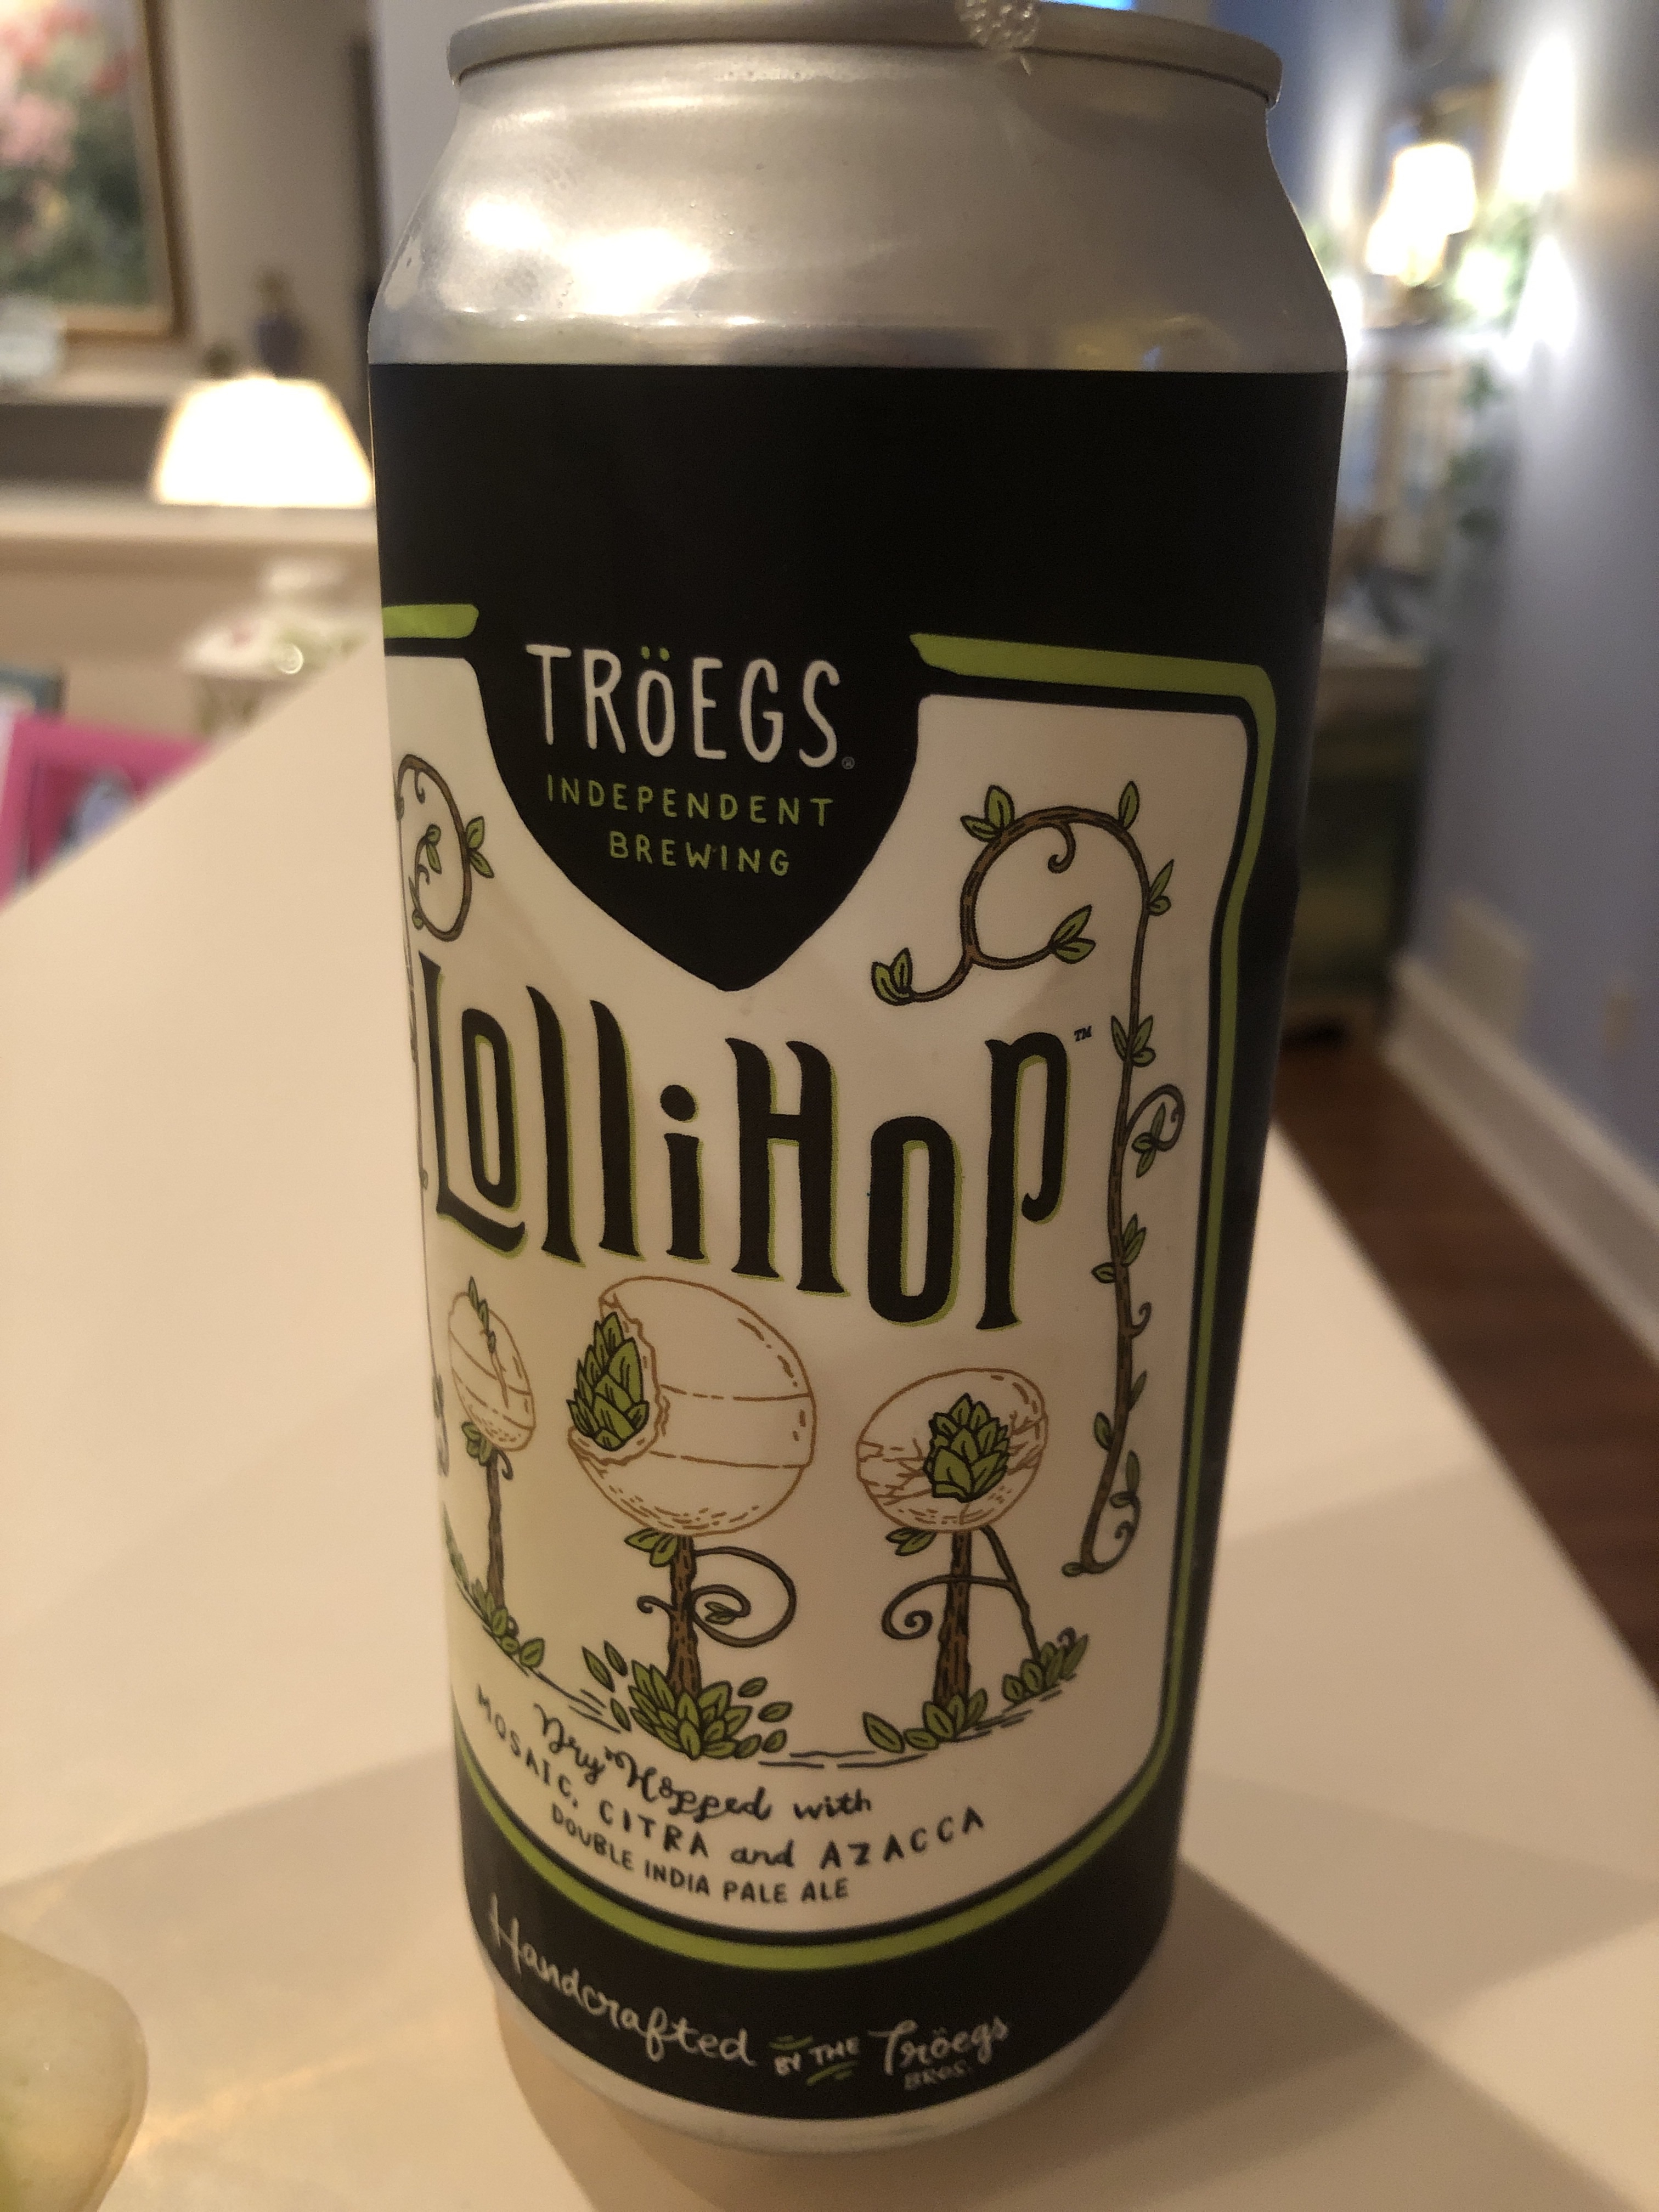 TRÖEGS®
INDEPENDENT
BREWING
LolliHop™
Dry Hopped with
MOSAIC, CITRA and AZACCA
DOUBLE INDIA PALE ALE
Handcrafted BY THE Tröegs
BROS.